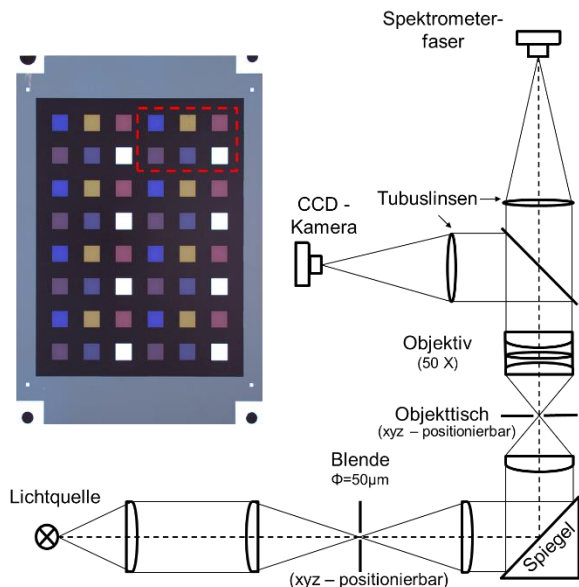 Spektrometer-
faser
Tubuslinsen
CCD -
Kamera
Objektiv
(50 X)
Objekttisch
(xyz – positionierbar)
Blende
Φ=50µm
Lichtquelle
Spiegel
(xyz – positionierbar)